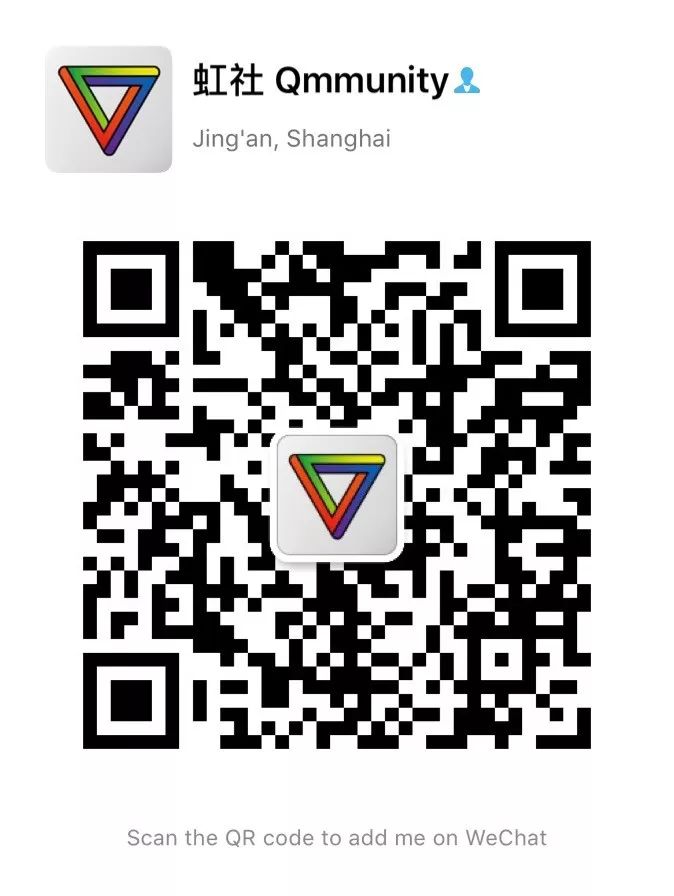 虹社 Qmmunity
Jing'an, Shanghai
Scan the QR code to add me on WeChat